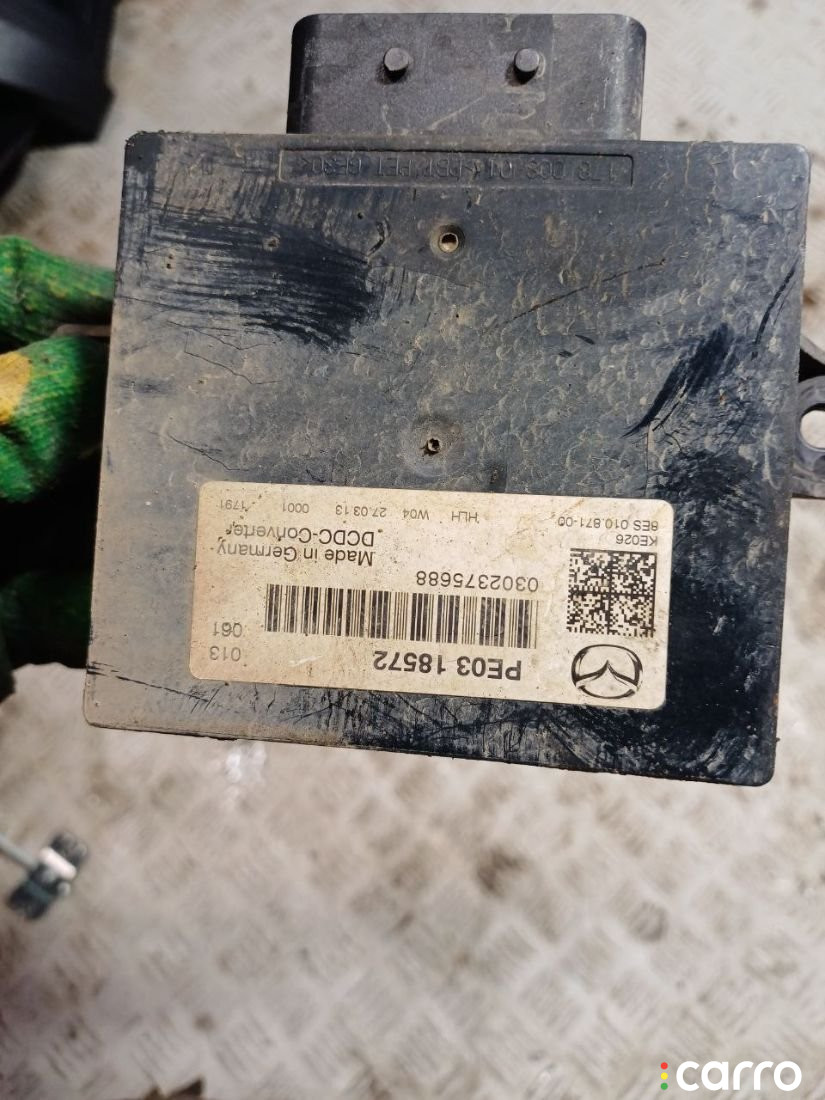 PE03 18572
013
061
0302375688
Made in Germany
DCDC-Converter
KE026
8ES 010.871-00
HLH W04 27.03.13 0001 1791
carro